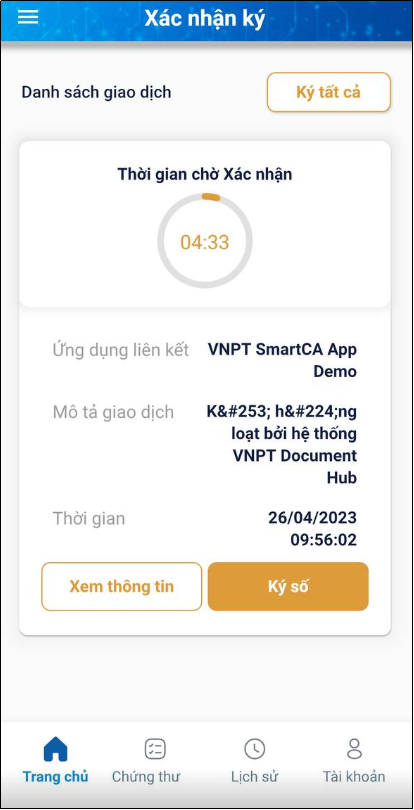 Xác nhận ký
Danh sách giao dịch
Ký tất cả
Thời gian chờ Xác nhận
04:33
Ứng dụng liên kết
VNPT SmartCA App
Demo
Mô tả giao dịch
K&#253; h&#224;ng
loạt bởi hệ thống
VNPT Document
Hub
Thời gian
26/04/2023
09:56:02
Xem thông tin
Ký số
Trang chủ
Chứng thư
Lịch sử
Tài khoản